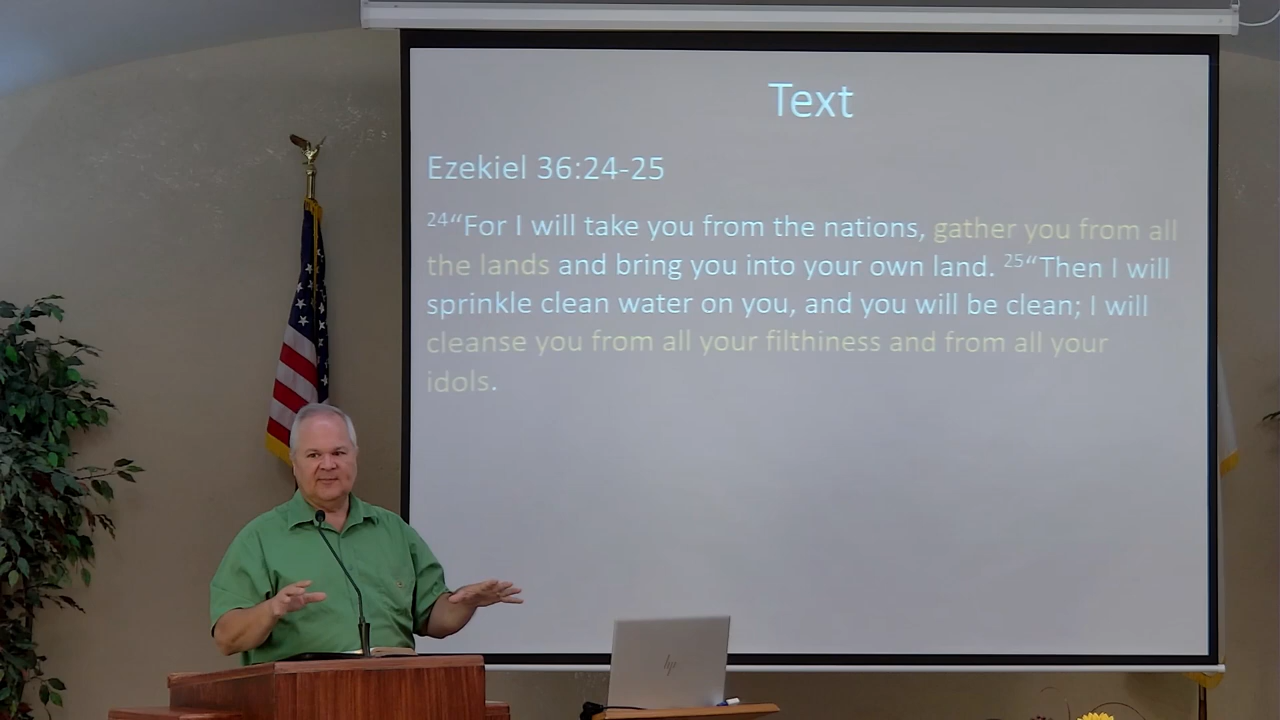 Text
Ezekiel 36:24-25
24“For I will take you from the nations, gather you from all
the lands and bring you into your own land. 25“Then I will
sprinkle clean water on you, and you will be clean; I will
cleanse you from all your filthiness and from all your
idols.
hp